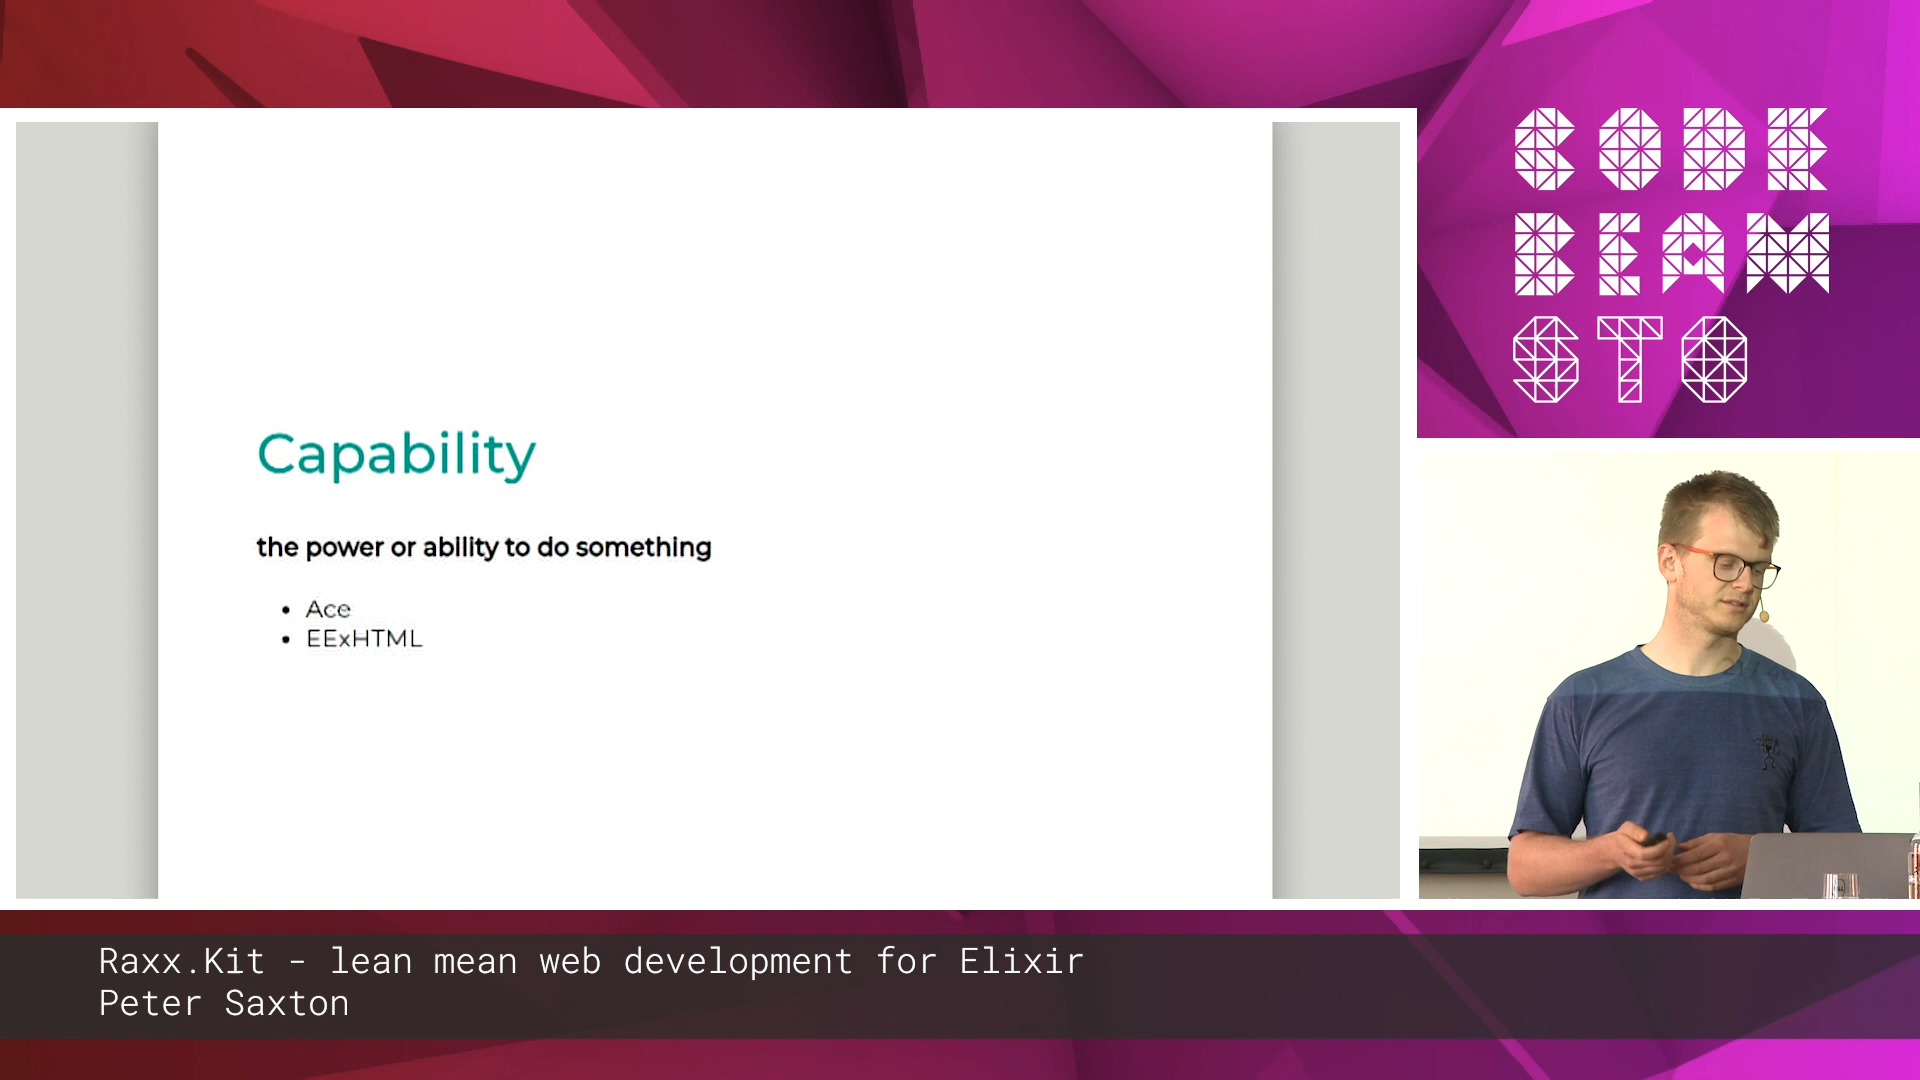 CODE
BEAM
STO
Capability
the power or ability to do something
Ace
EExHTML
Raxx.Kit - lean mean web development for Elixir
Peter Saxton